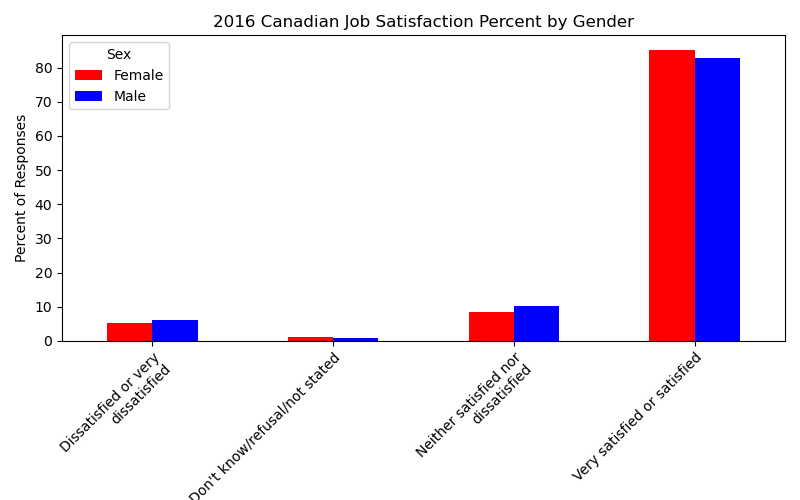 2016 Canadian Job Satisfaction Percent by Gender
Sex
Female
Male
Percent of Responses
80
70
60
50
40
30
20
10
0
Dissatisfied or very
dissatisfied
Don't know/refusal/not stated
Neither satisfied nor
dissatisfied
Very satisfied or satisfied